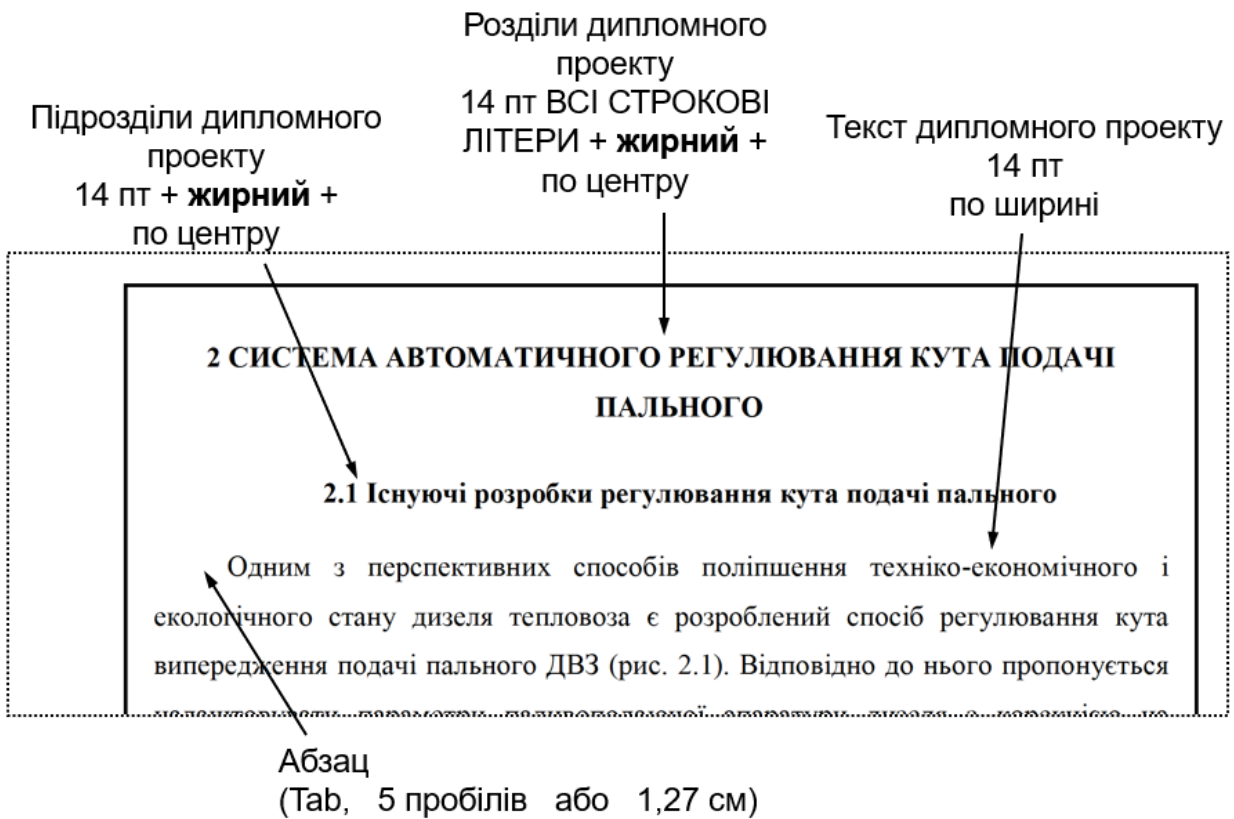 Розділи дипломного
проекту
14 пт ВСІ СТРОКОВІ
ЛІТЕРИ + жирний +
по центру
Підрозділи дипломного
проекту
14 пт + жирний +
по центру
Текст дипломного проекту
14 пт
по ширині
2 СИСТЕМА АВТОМАТИЧНОГО РЕГУЛЮВАННЯ КУТА ПОДАЧІ
ПАЛЬНОГО
2.1 Існуючі розробки регулювання кута подачі пального
Одним з перспективних способів поліпшення техніко-економічного і
екологічного стану дизеля тепловоза є розроблений спосіб регулювання кута
випередження подачі пального ДВЗ (рис. 2.1). Відповідно до нього пропонується
Абзац
(Tab, 5 пробілів або 1,27 см)